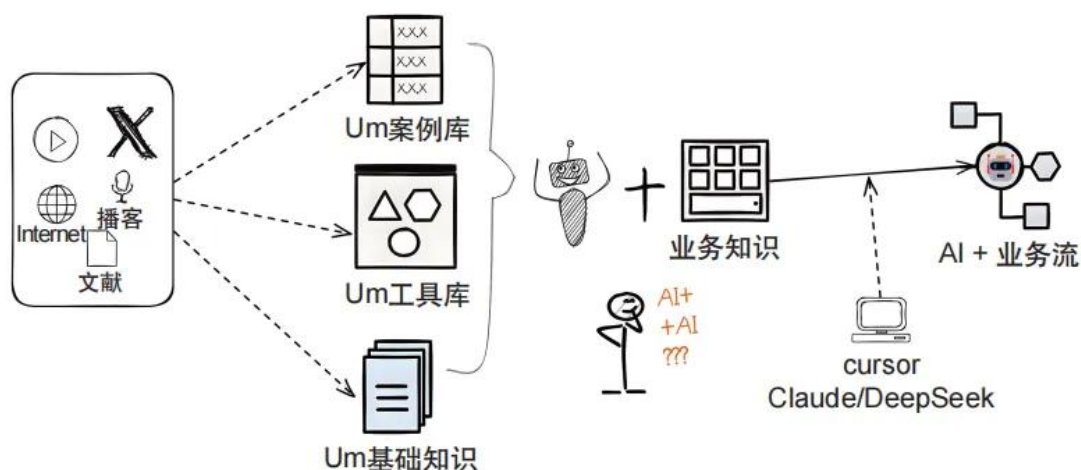 播客
Internet
文献
XXX
XXX
XXX
Um案例库
Um工具库
Um基础知识
业务知识
AI+
+AI
???
cursor
Claude/DeepSeek
AI + 业务流